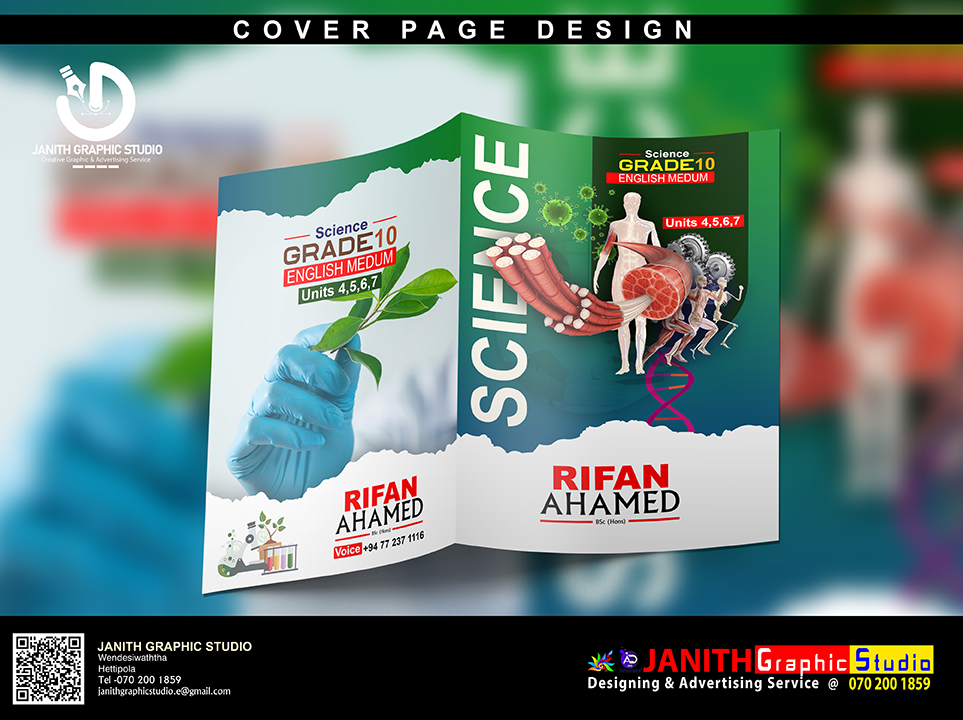 COVER PAGE DESIGN
JANITH GRAPHIC STUDIO
Creative Graphic & Advertising Service
Science
GRADE10
ENGLISH MEDUM
Units 4,5,6,7
RIFAN
AHAMED
BSc (Hons)
Voice +94 77 237 1116
SCIENCE
Science
GRADE10
ENGLISH MEDUM
Units 4,5,6,7
RIFAN
AHAMED
BSc (Hons)
JANITH GRAPHIC STUDIO
Wendesiwaththa
Hettipola
Tel -070 200 1859
janithgraphicstudio.e@gmail.com
JANITH Graphic Studio
Designing & Advertising Service @ 070 200 1859